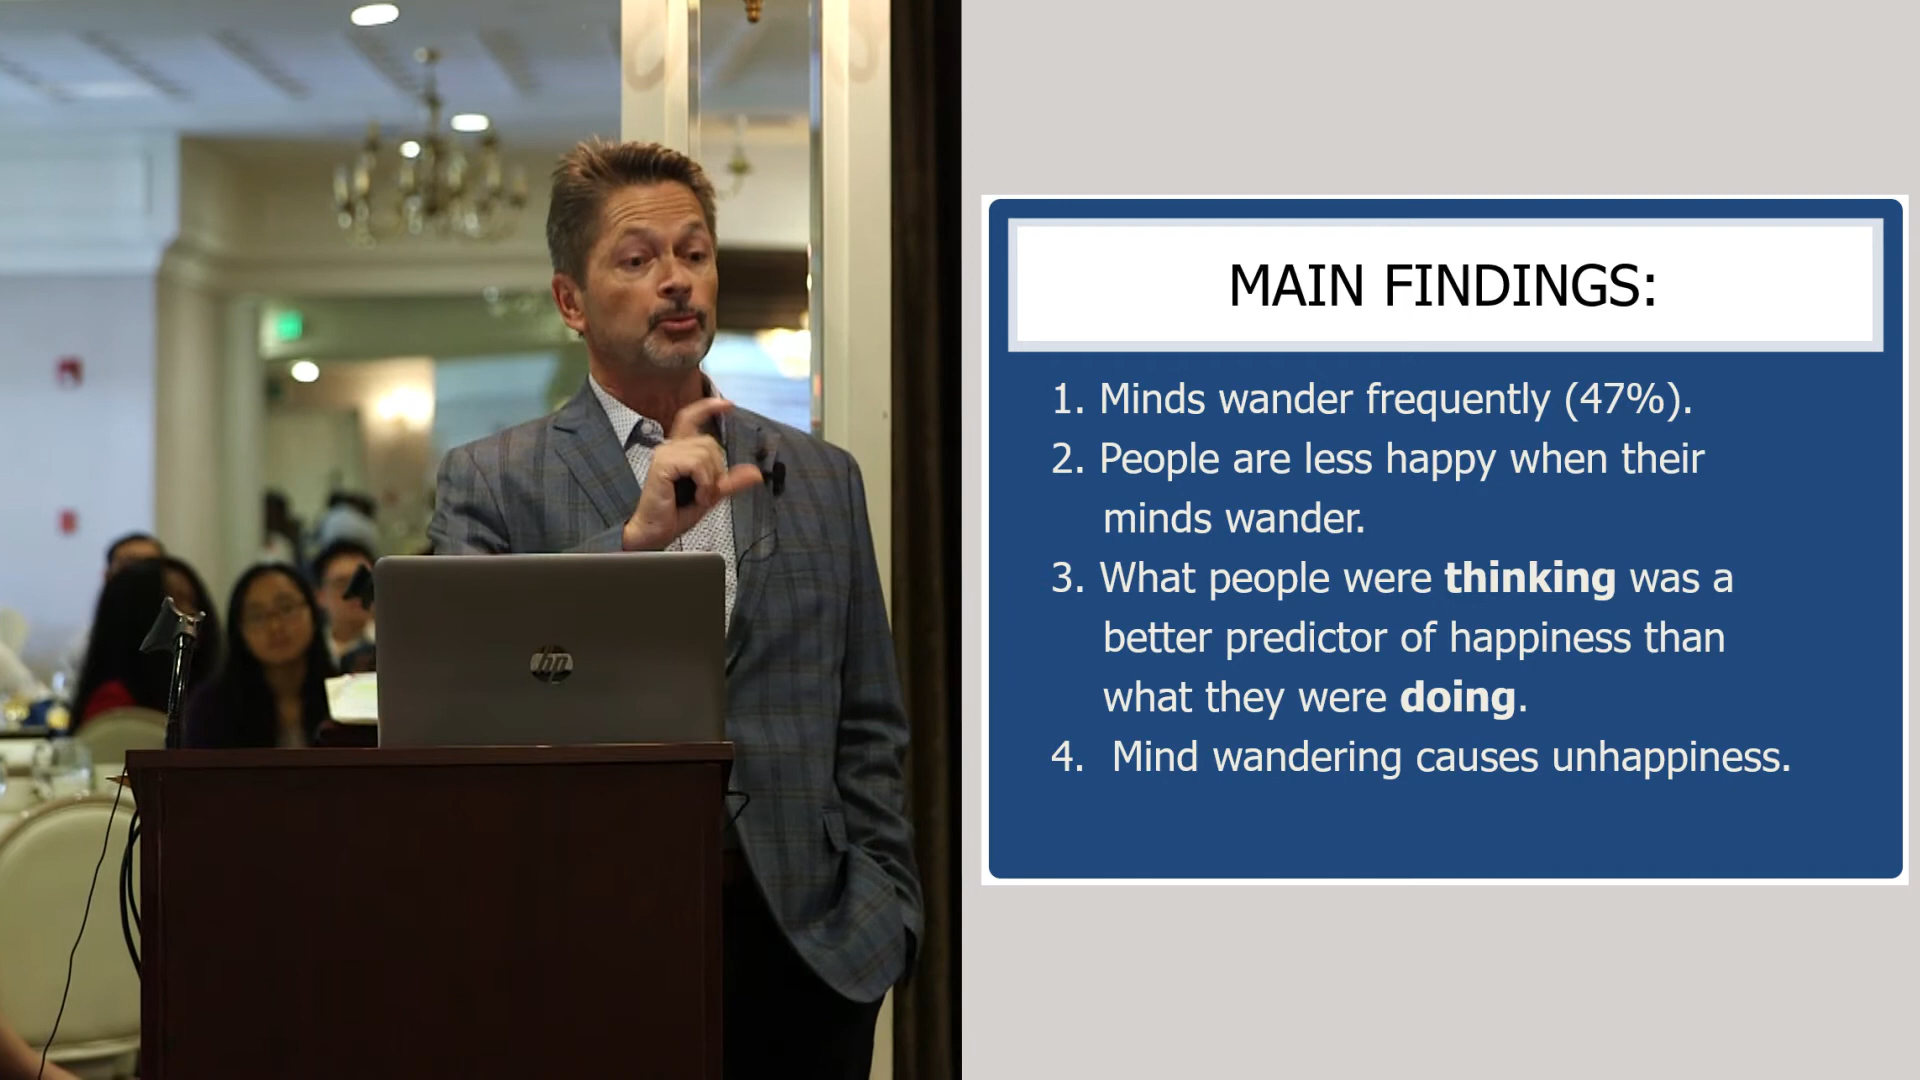 hp
MAIN FINDINGS:
1. Minds wander frequently (47%).
2. People are less happy when their
minds wander.
3. What people were thinking was a
better predictor of happiness than
what they were doing.
4. Mind wandering causes unhappiness.